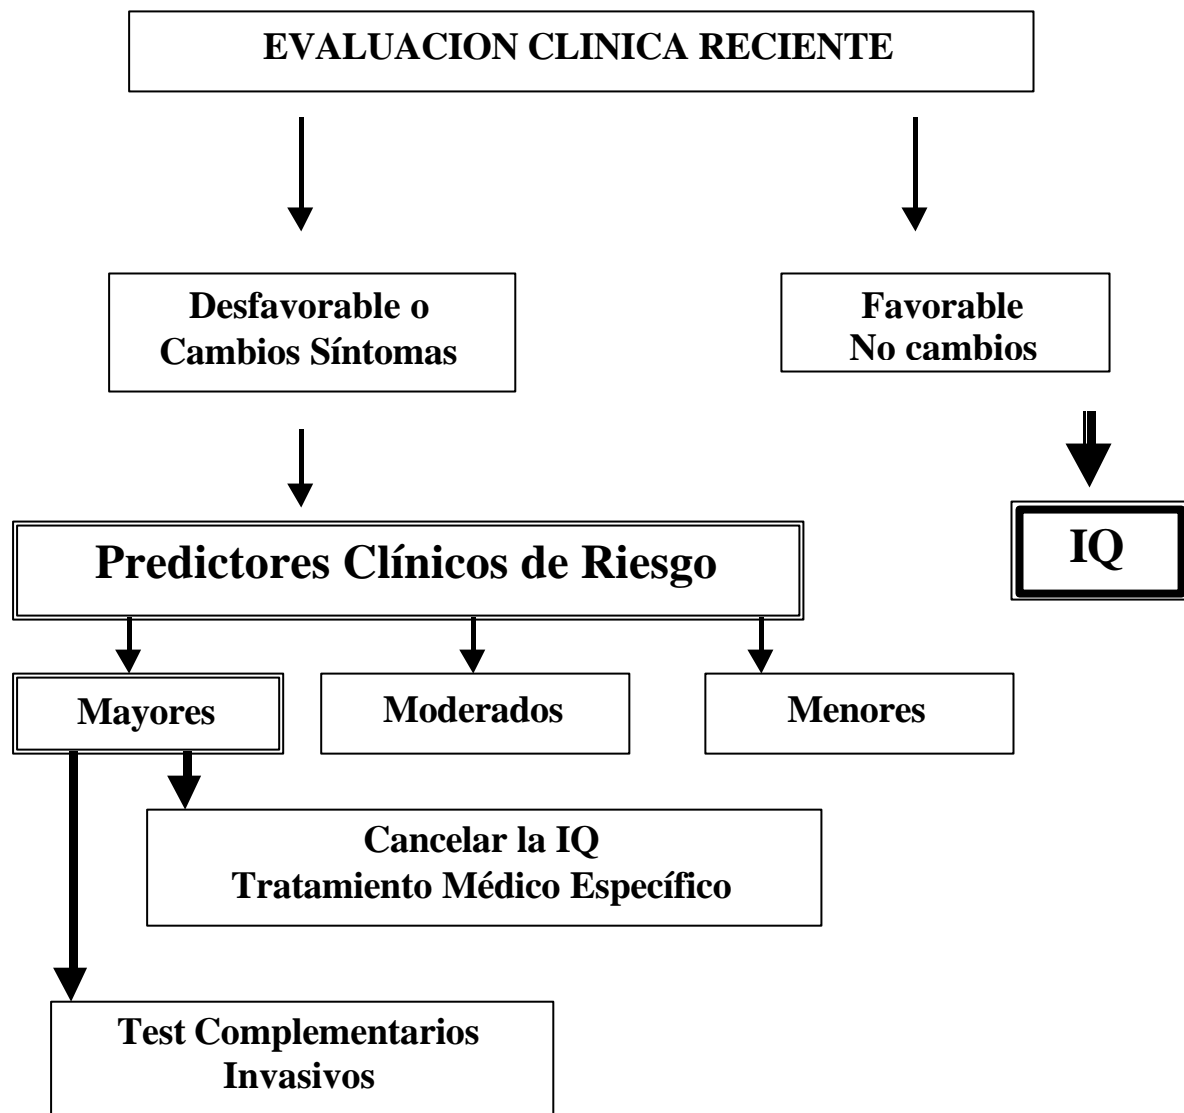 EVALUACION CLINICA RECIENTE
Desfavorable o
Cambios Síntomas
Favorable
No cambios
IQ
Predictores Clínicos de Riesgo
Mayores
Moderados
Menores
Cancelar la IQ
Tratamiento Médico Específico
Test Complementarios
Invasivos